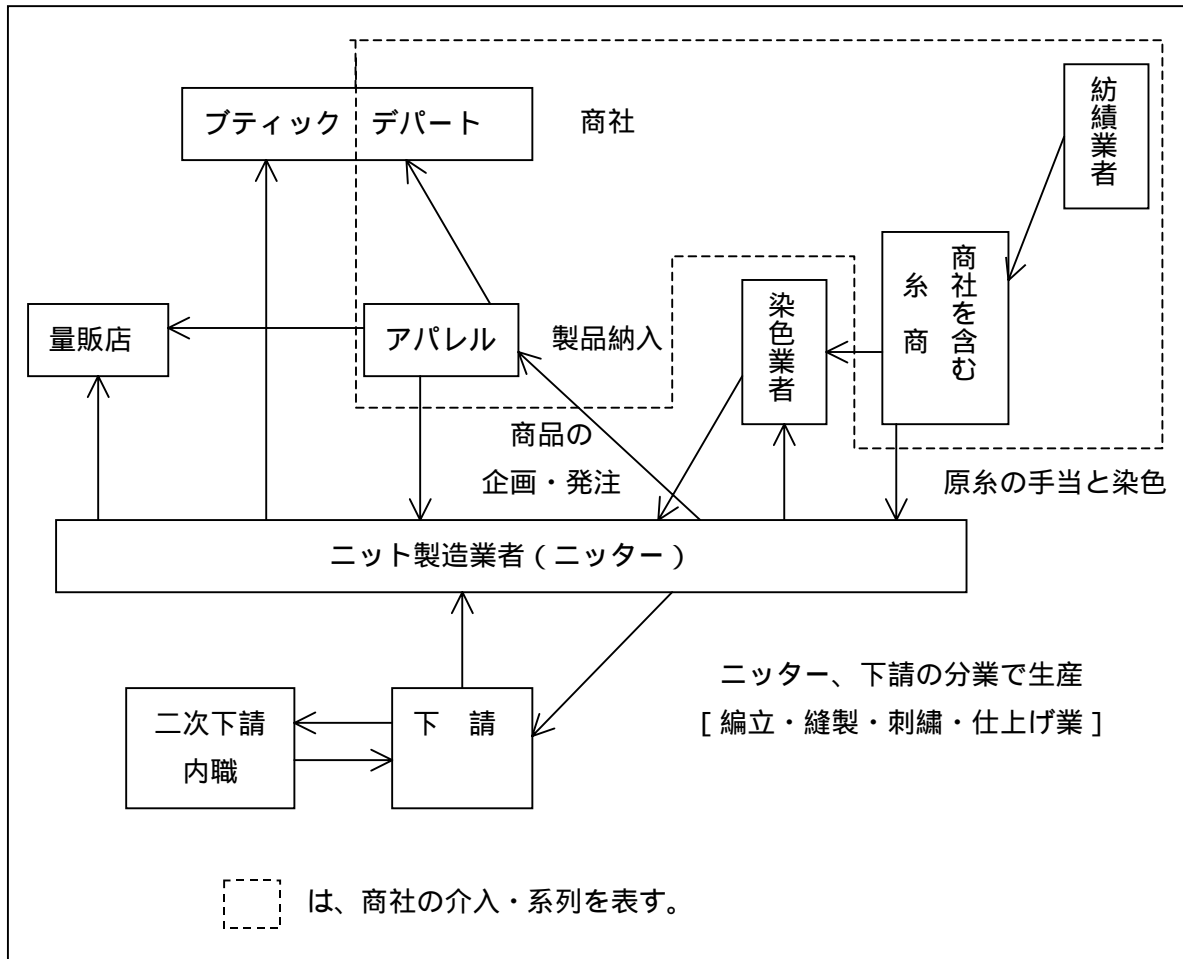 ブティック デパート
商社
紡績業者
商社を含む
糸商
染色業者
量販店
アパレル
製品納入
商品の
企画・発注
原糸の手当と染色
ニット製造業者（ニッター）
ニッター、下請の分業で生産
[ 編立・縫製・刺繍・仕上げ業 ]
二次下請
内職
下 請
は、商社の介入・系列を表す。